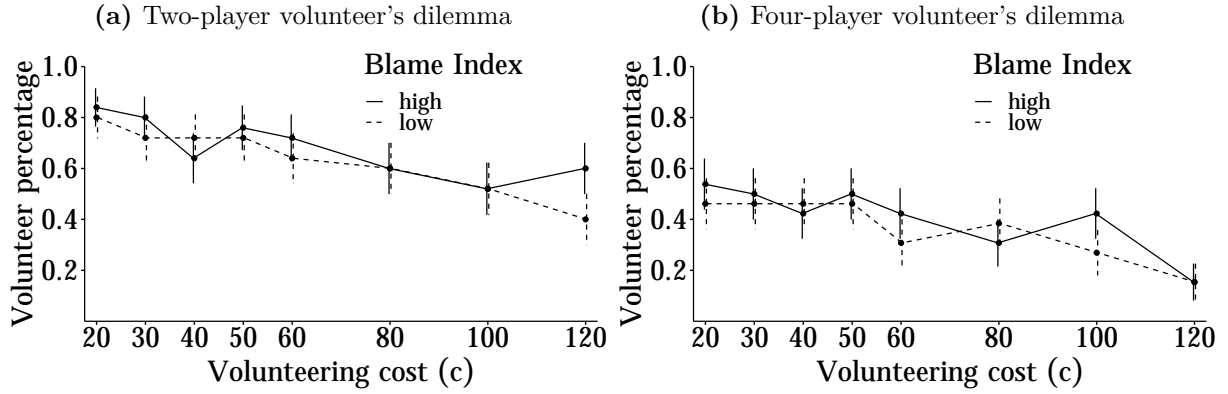 (a) Two-player volunteer's dilemma
Volunteer percentage
1.0
0.8
0.6
0.4
0.2
Blame Index
high
low
20 30 40 50 60 80 100 120
Volunteering cost (c)
(b) Four-player volunteer's dilemma
Volunteer percentage
1.0
0.8
0.6
0.4
0.2
Blame Index
high
low
20 30 40 50 60 80 100 120
Volunteering cost (c)